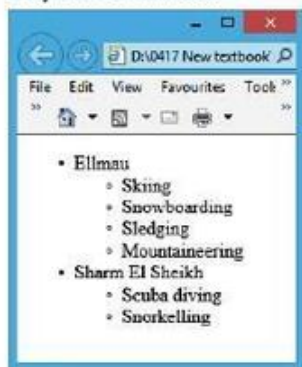 D:\0417 New textbook\
File Edit View Favourites Tools »
»
»
• Ellmau
◦ Skiing
◦ Snowboarding
◦ Sledging
◦ Mountaineering
• Sharm El Sheikh
◦ Scuba diving
◦ Snorkelling